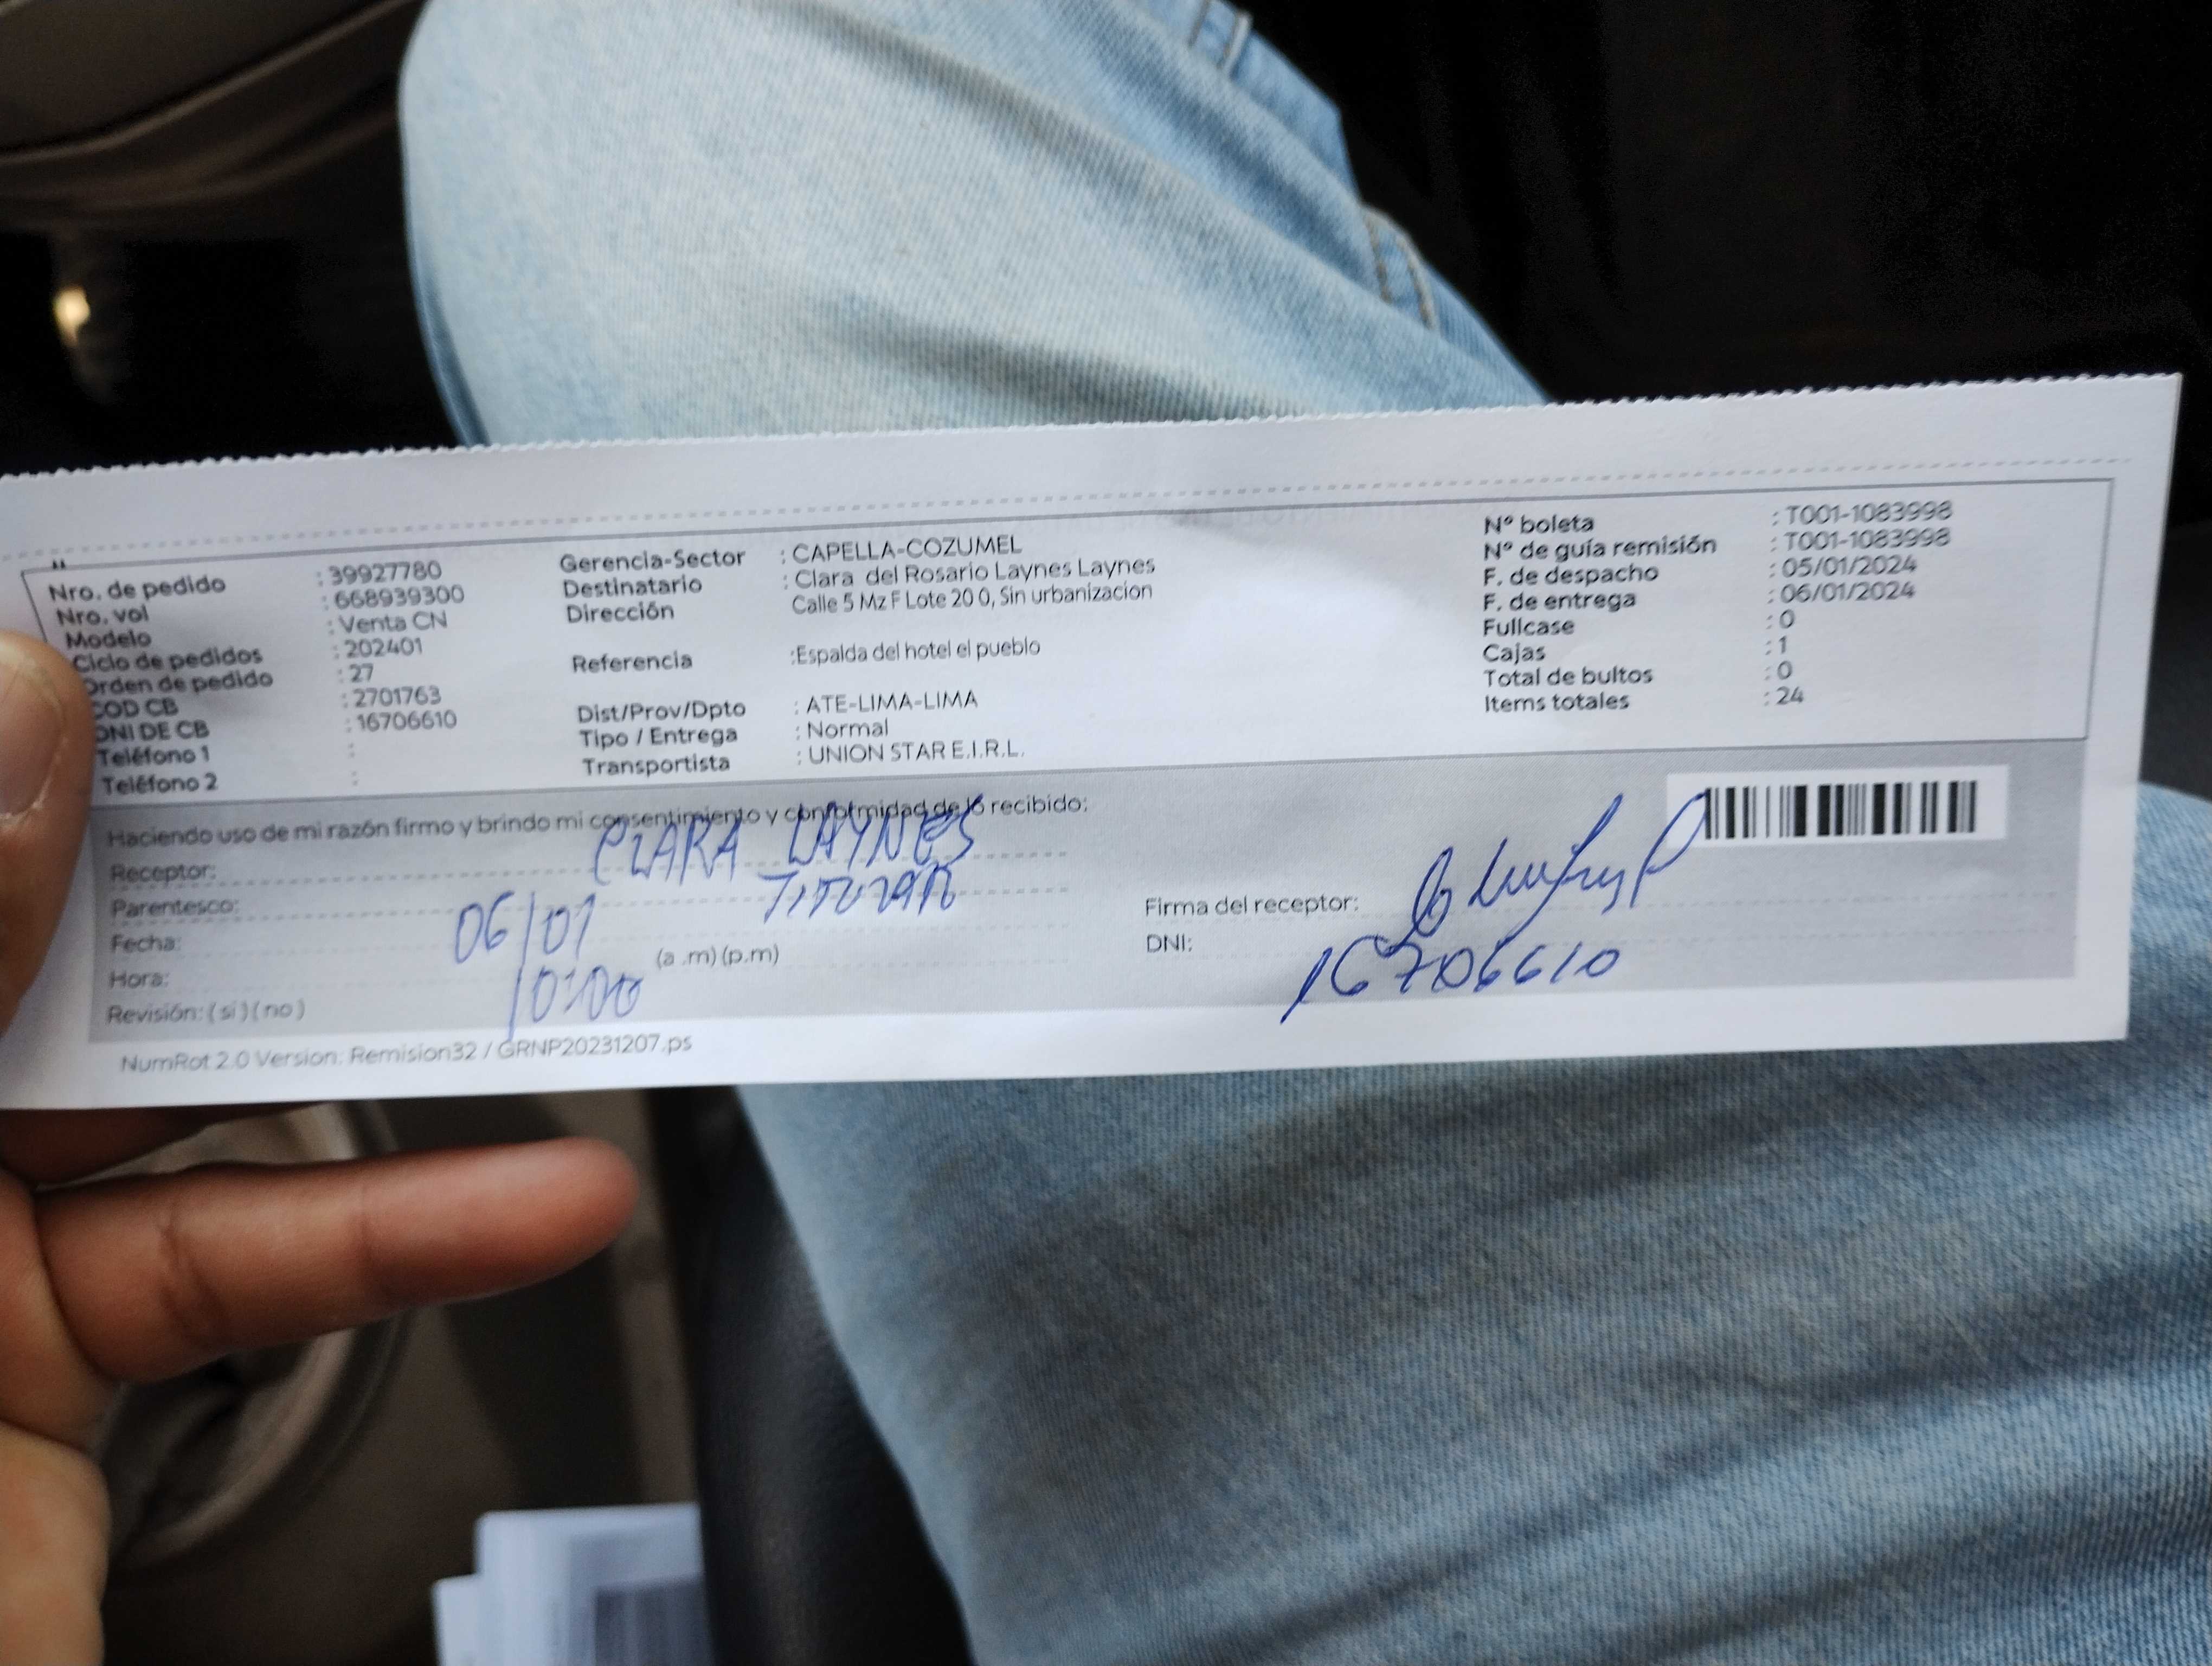 Nro. de pedido : 39927780
Nro. vol : 668939300
Modelo : Venta CN
Ciclo de pedidos : 202401
Orden de pedido : 27
COD CB : 2701763
DNI DE CB : 16706610
Teléfono 1 :
Teléfono 2 :
Gerencia-Sector : CAPELLA-COZUMEL
Destinatario : Clara del Rosario Laynes Laynes
Dirección Calle 5 Mz F Lote 20 0, Sin urbanizacion
Referencia :Espalda del hotel el pueblo
Dist/Prov/Dpto : ATE-LIMA-LIMA
Tipo / Entrega : Normal
Transportista : UNION STAR E.I.R.L.
N° boleta : T001-1083998
N° de guía remisión : T001-1083998
F. de despacho : 05/01/2024
F. de entrega : 06/01/2024
Fullcase : 0
Cajas : 1
Total de bultos : 0
Items totales : 24
Haciendo uso de mi razón firmo y brindo mi consentimiento y conformidad de lo recibido:
Receptor: CLARA LAYNES
Parentesco: TITULAR
Fecha: 06/01
Hora: 10:00 (a .m) (p.m)
Revisión: ( si ) ( no )
Firma del receptor:
DNI: 16706610
NumRot 2.0 Version: Remision32 / GRNP20231207.ps